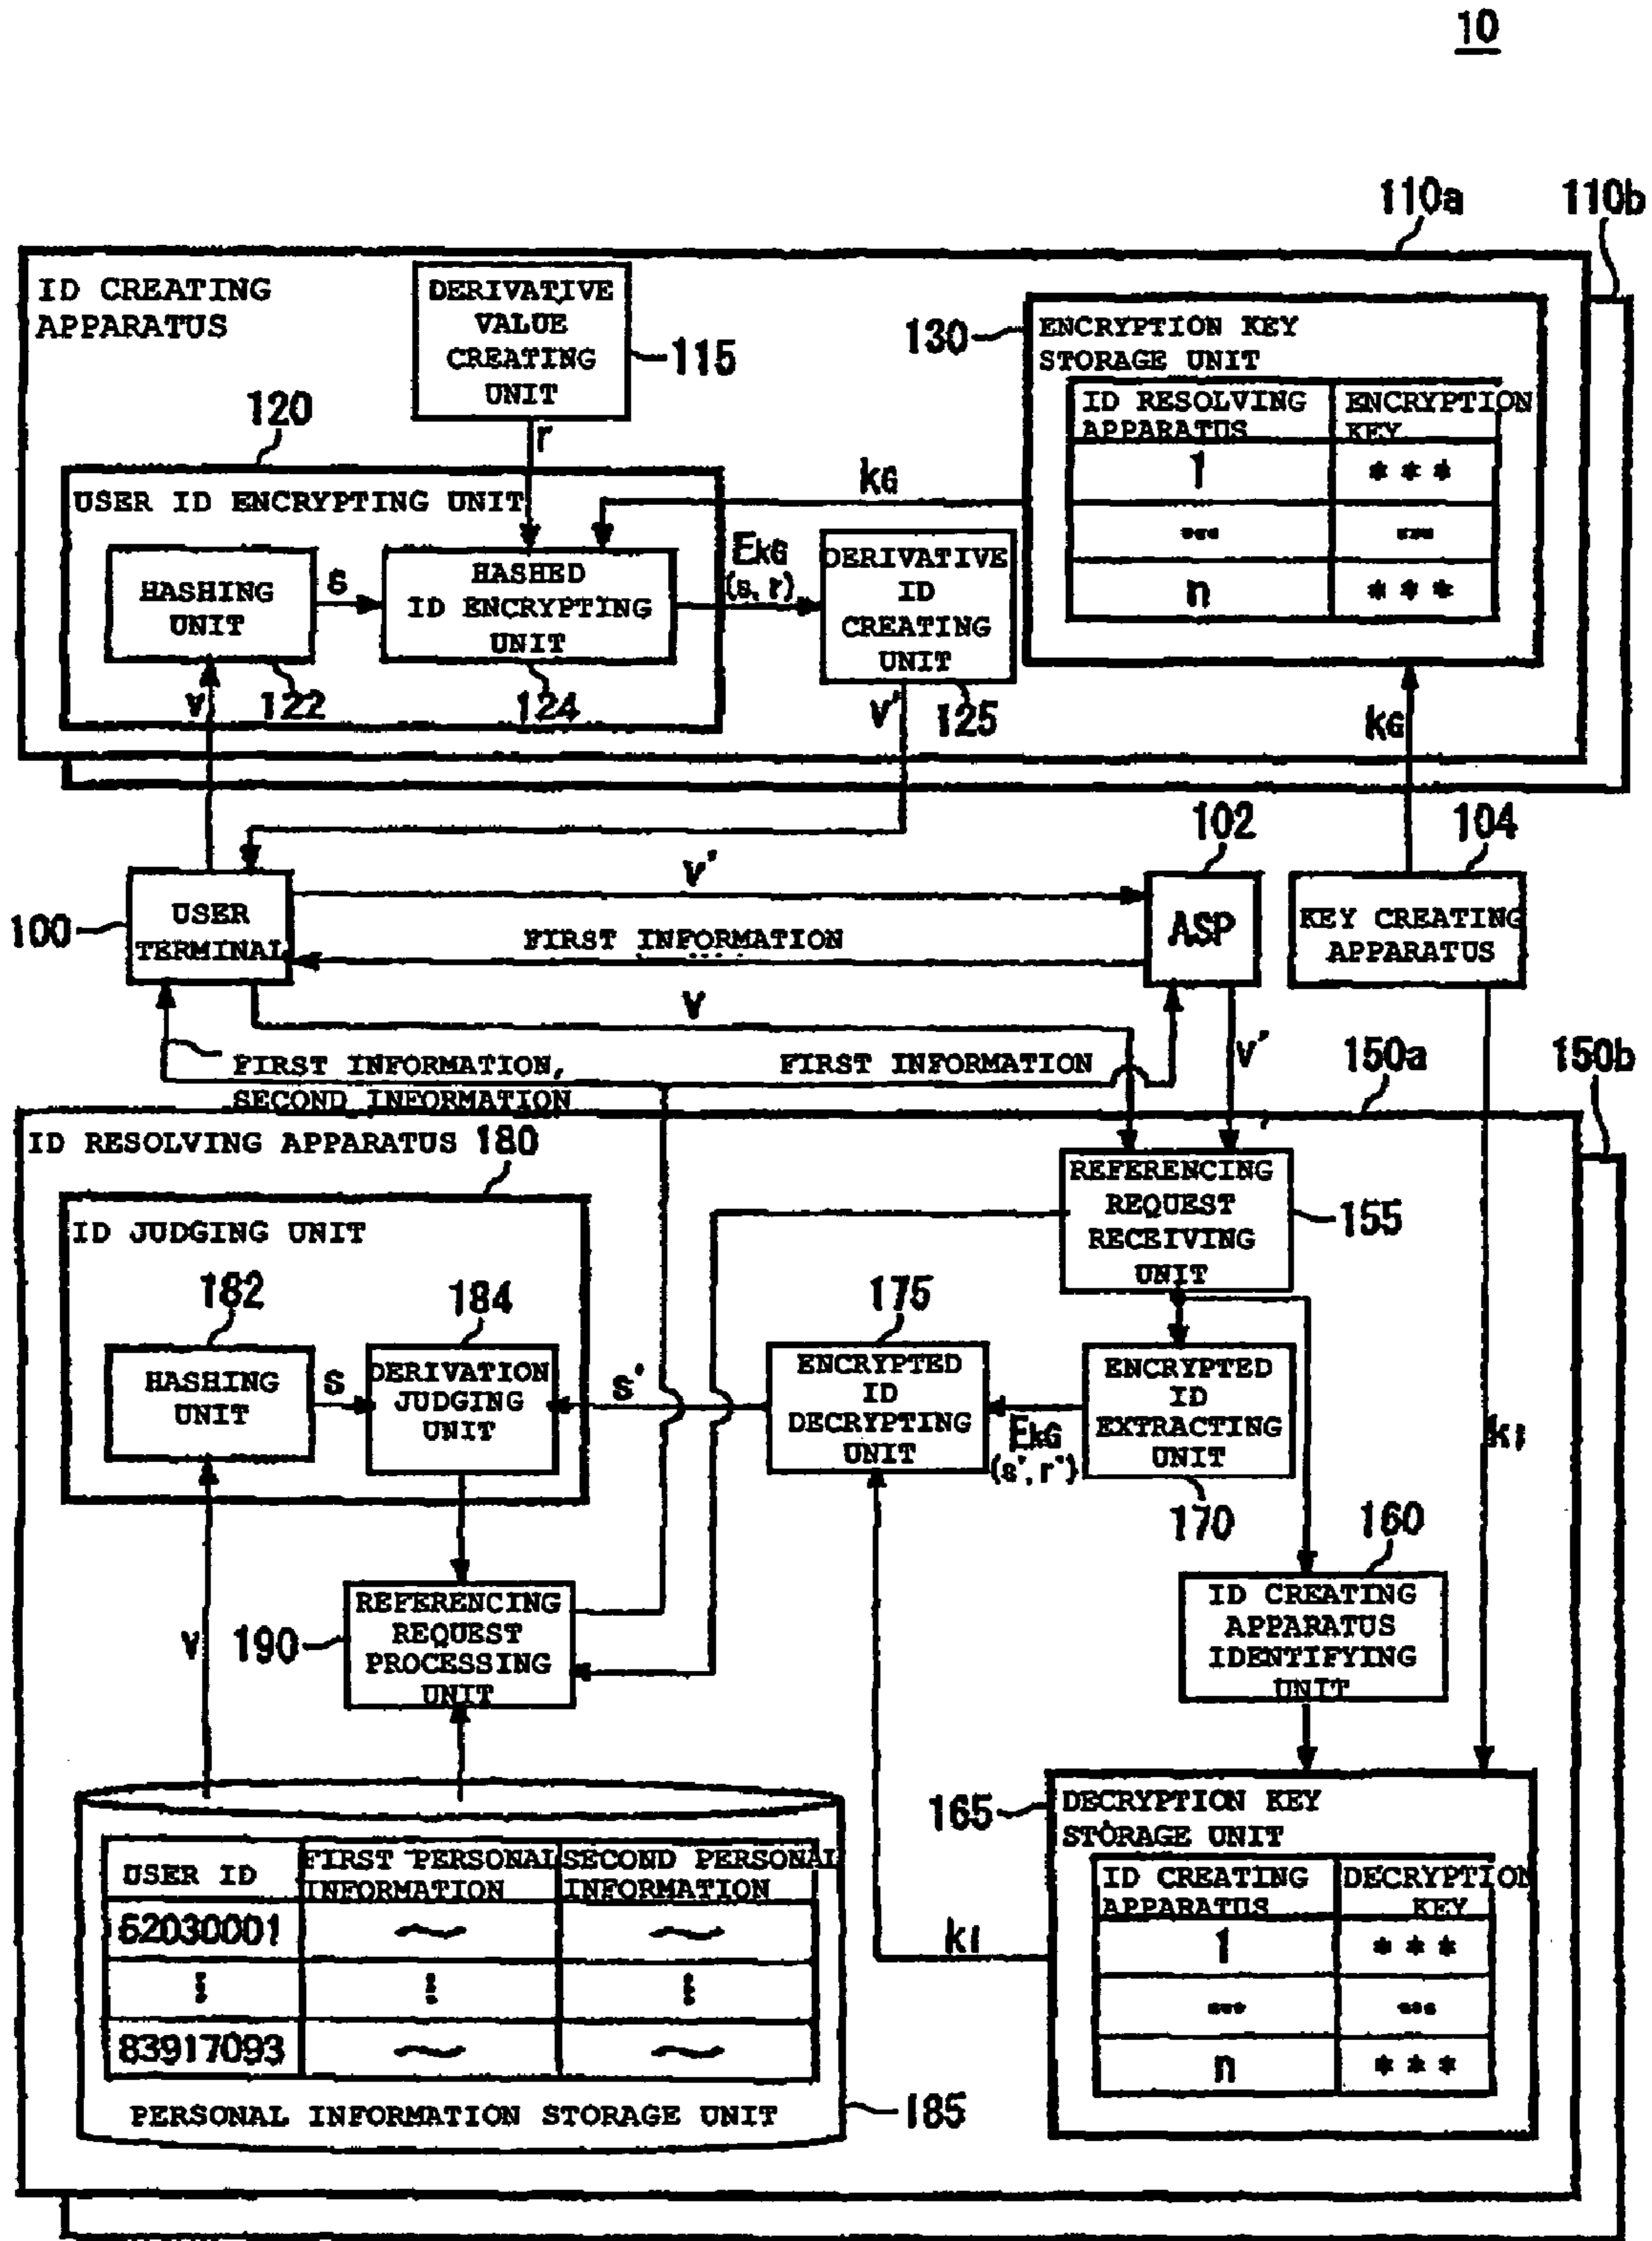 10
110a
110b
ID CREATING
APPARATUS
DERIVATIVE
VALUE
CREATING
UNIT
115
130
ENCRYPTION KEY
STORAGE UNIT
ID RESOLVING
APPARATUS
ENCRYPTION
KEY
1
***
---
---
n
***
120
r
USER ID ENCRYPTING UNIT
kG
HASHING
UNIT
s
HASHED
ID ENCRYPTING
UNIT
EkG
(s, r)
DERIVATIVE
ID
CREATING
UNIT
v
122
124
v'
125
kG
102
104
100
USER
TERMINAL
v'
ASP
KEY CREATING
APPARATUS
FIRST INFORMATION
v
FIRST INFORMATION,
SECOND INFORMATION
FIRST INFORMATION
v'
150a
150b
ID RESOLVING APPARATUS
180
ID JUDGING UNIT
REFERENCING
REQUEST
RECEIVING
UNIT
155
182
184
175
HASHING
UNIT
s
DERIVATION
JUDGING
UNIT
s'
ENCRYPTED
ID
DECRYPTING
UNIT
EkG
(s', r')
ENCRYPTED
ID
EXTRACTING
UNIT
kI
170
160
v
190
REFERENCING
REQUEST
PROCESSING
UNIT
ID CREATING
APPARATUS
IDENTIFYING
UNIT
165
DECRYPTION KEY
STORAGE UNIT
USER ID
FIRST PERSONAL
INFORMATION
SECOND PERSONAL
INFORMATION
62030001
83917093
PERSONAL INFORMATION STORAGE UNIT
185
kI
ID CREATING
APPARATUS
DECRYPTION
KEY
1
***
---
---
n
***